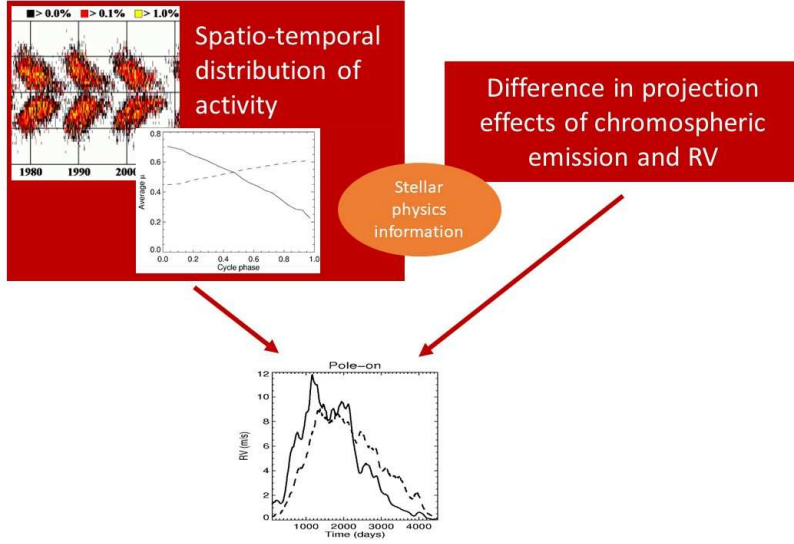 > 0.0% > 0.1% > 1.0%
1980 1990 2000
Spatio-temporal
distribution of
activity
0.8
0.6
0.4
0.2
0.0
Average μ
0.0 0.2 0.4 0.6 0.8 1.0
Cycle phase
Stellar
physics
information
Difference in projection
effects of chromospheric
emission and RV
Pole-on
12
10
8
6
4
2
0
RV (m/s)
1000 2000 3000 4000
Time (days)